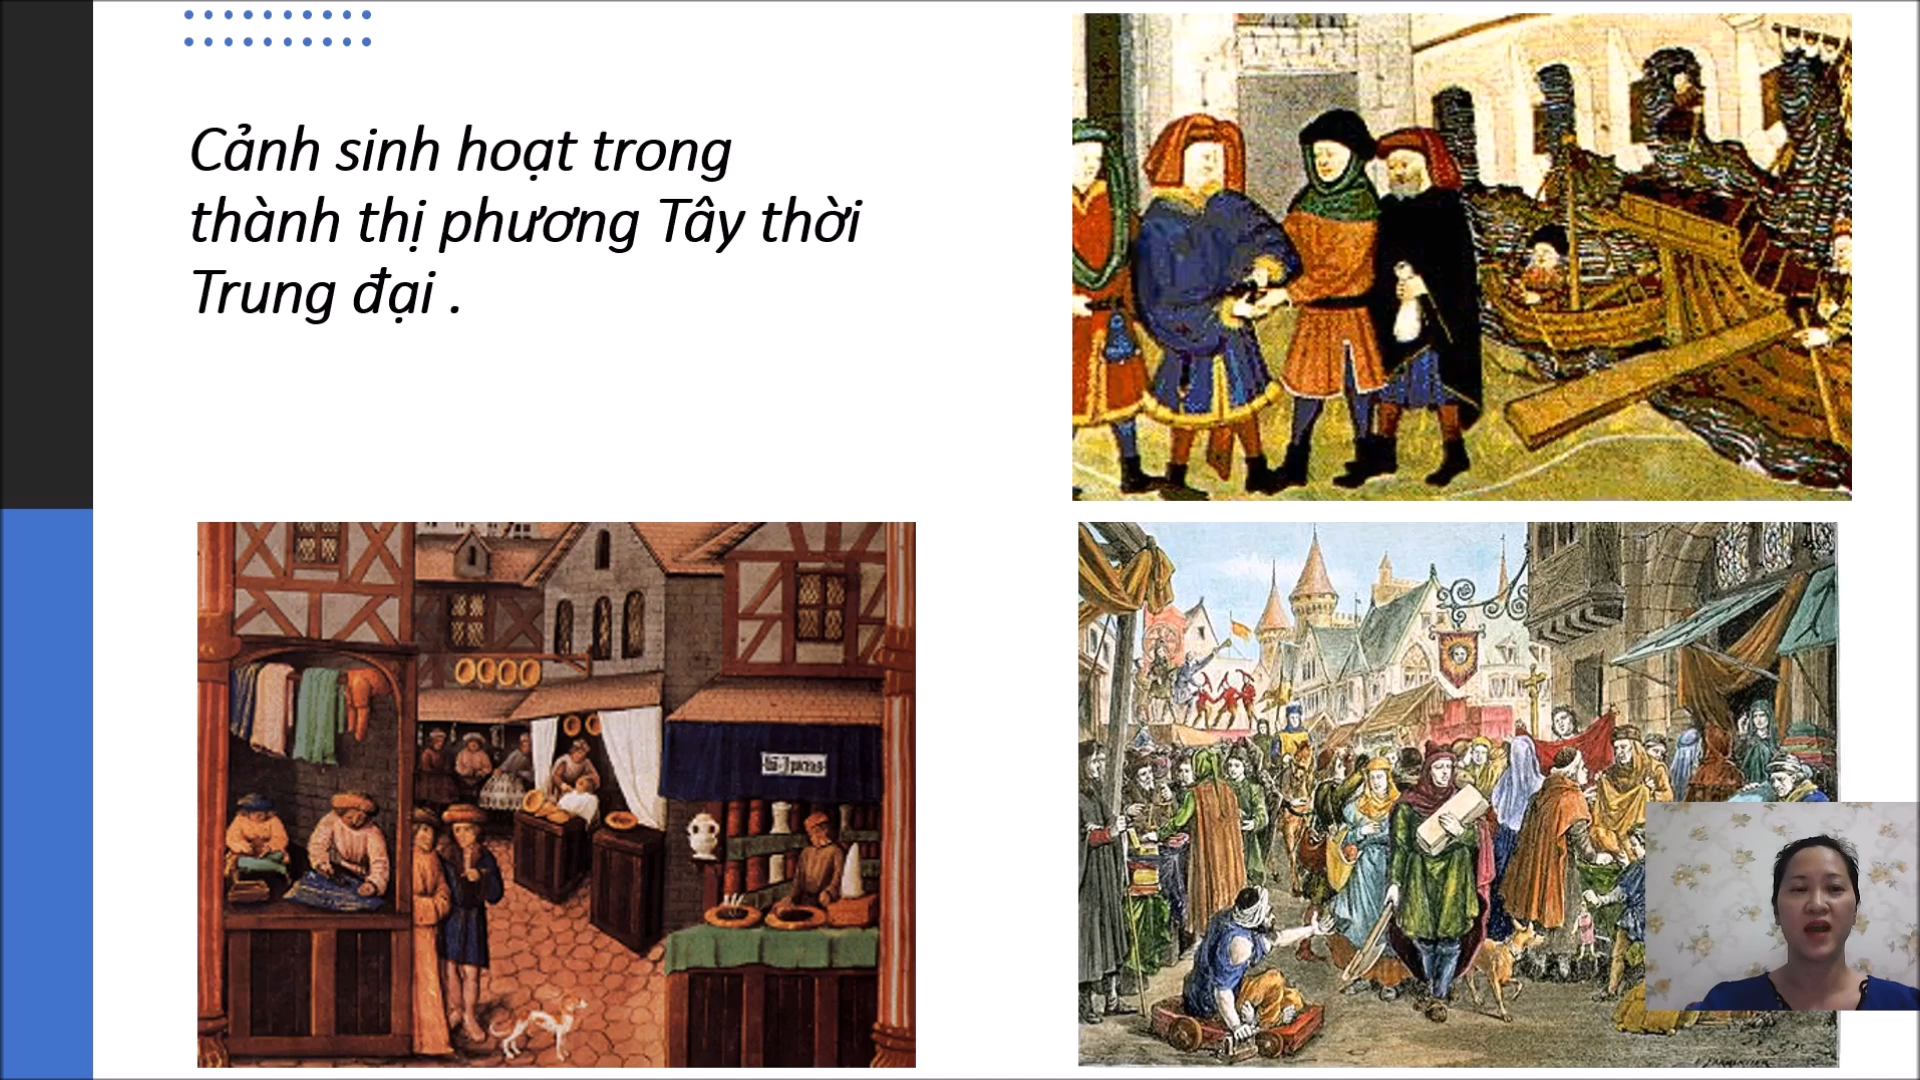 Cảnh sinh hoạt trong
thành thị phương Tây thời
Trung đại .